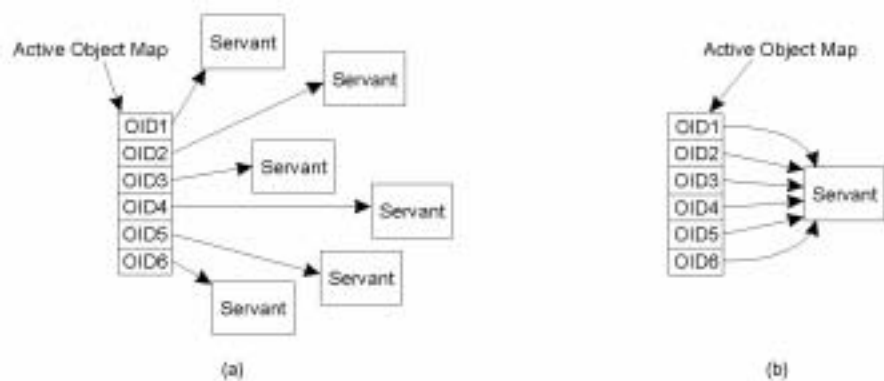 Active Object Map
Servant
Servant
OID1
OID2
OID3
OID4
OID5
OID6
Servant
Servant
Servant
Servant
(a)
Active Object Map
OID1
OID2
OID3
OID4
OID5
OID6
Servant
(b)